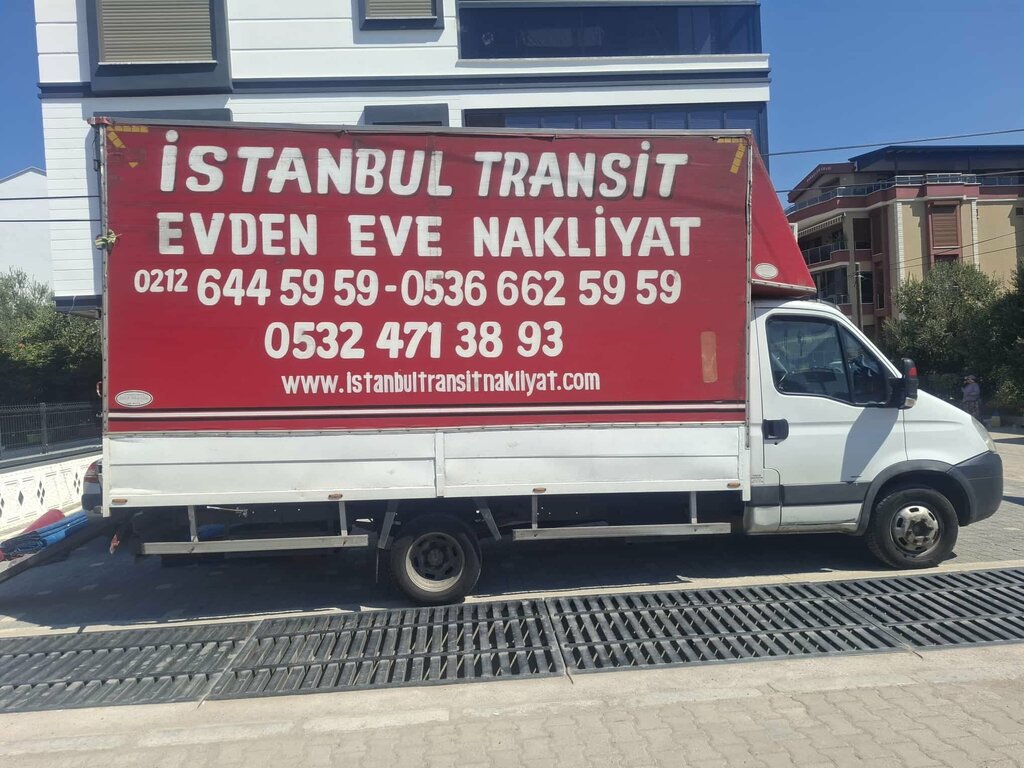 İSTANBUL TRANSİT
EVDEN EVE NAKLİYAT
0212 644 59 59 - 0536 662 59 59
0532 471 38 93
www.istanbultransitnakliyat.com